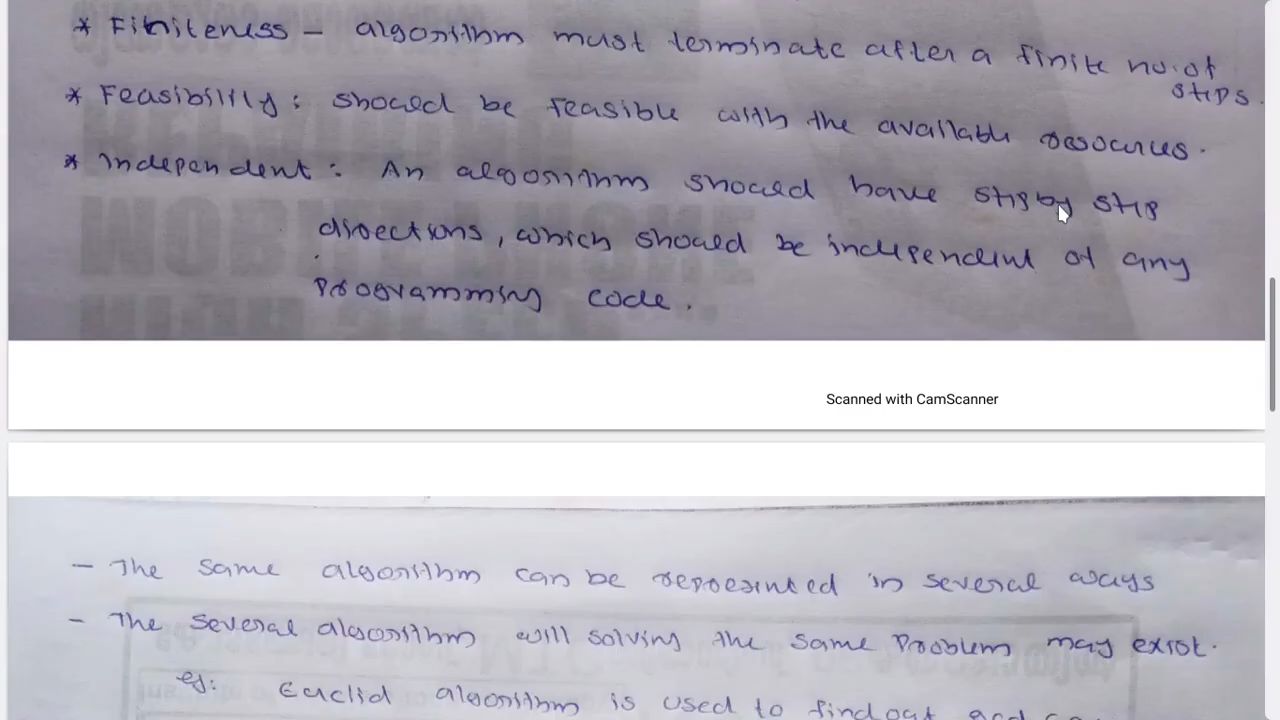 * Finiteness - algorithm must terminate after a finite no. of
steps.
* Feasibility: should be feasible with the available resources.
* Independent: An algorithm should have step by step
directions, which should be independent of any
programming code.
Scanned with CamScanner
- The same algorithm can be represented in several ways
- The several algorithm will solving the same problem may exist.
eg: Euclid algorithm is used to find out